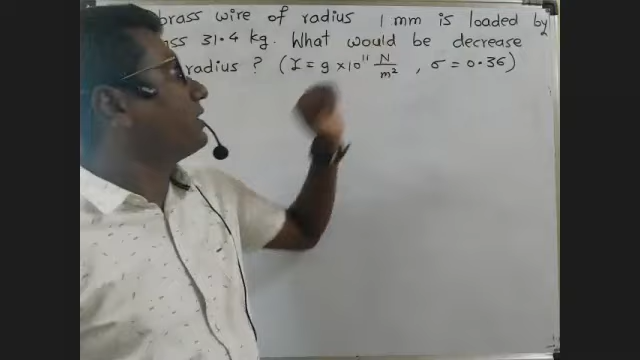 brass wire of radius 1 mm is loaded by
31.4 kg. What would be decrease
radius ? (Y = 9 ×10¹¹ N/m² , σ = 0.36)